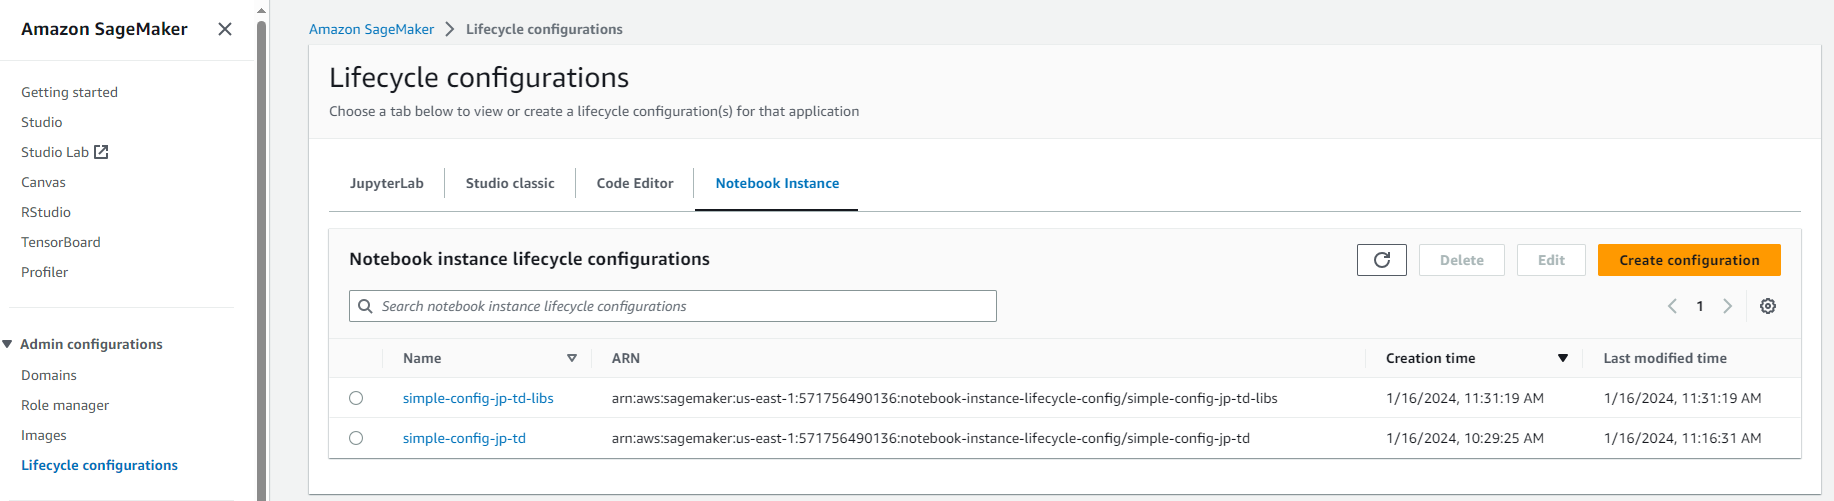 Amazon SageMaker
Getting started
Studio
Studio Lab
Canvas
RStudio
TensorBoard
Profiler
Admin configurations
Domains
Role manager
Images
Lifecycle configurations
Amazon SageMaker > Lifecycle configurations
Lifecycle configurations
Choose a tab below to view or create a lifecycle configuration(s) for that application
JupyterLab Studio classic Code Editor Notebook Instance
Notebook instance lifecycle configurations Delete Edit Create configuration
Search notebook instance lifecycle configurations 1
Name ARN Creation time Last modified time
simple-config-jp-td-libs arn:aws:sagemaker:us-east-1:571756490136:notebook-instance-lifecycle-config/simple-config-jp-td-libs 1/16/2024, 11:31:19 AM 1/16/2024, 11:31:19 AM
simple-config-jp-td arn:aws:sagemaker:us-east-1:571756490136:notebook-instance-lifecycle-config/simple-config-jp-td 1/16/2024, 10:29:25 AM 1/16/2024, 11:16:31 AM